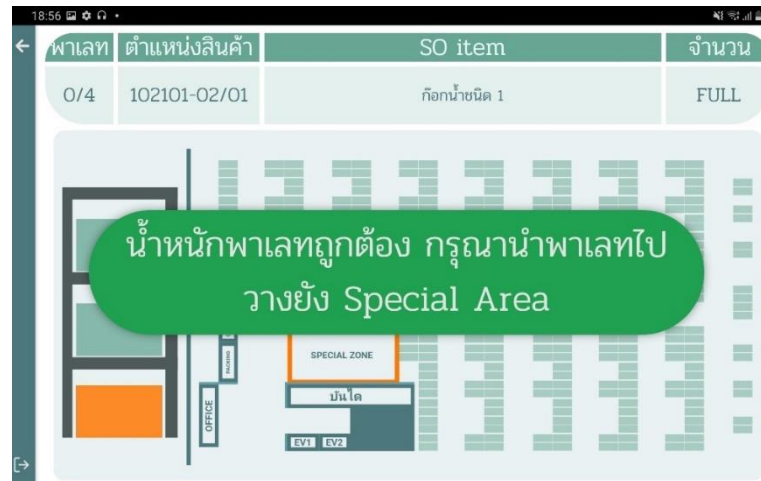 18:56
พาเลท ตำแหน่งสินค้า SO item จำนวน
0/4 102101-02/01 ก๊อกน้ำชนิด 1 FULL
น้ำหนักพาเลทถูกต้อง กรุณานำพาเลทไป
วางยัง Special Area
PACKING
SPECIAL ZONE
บันได
OFFICE
EV1 EV2